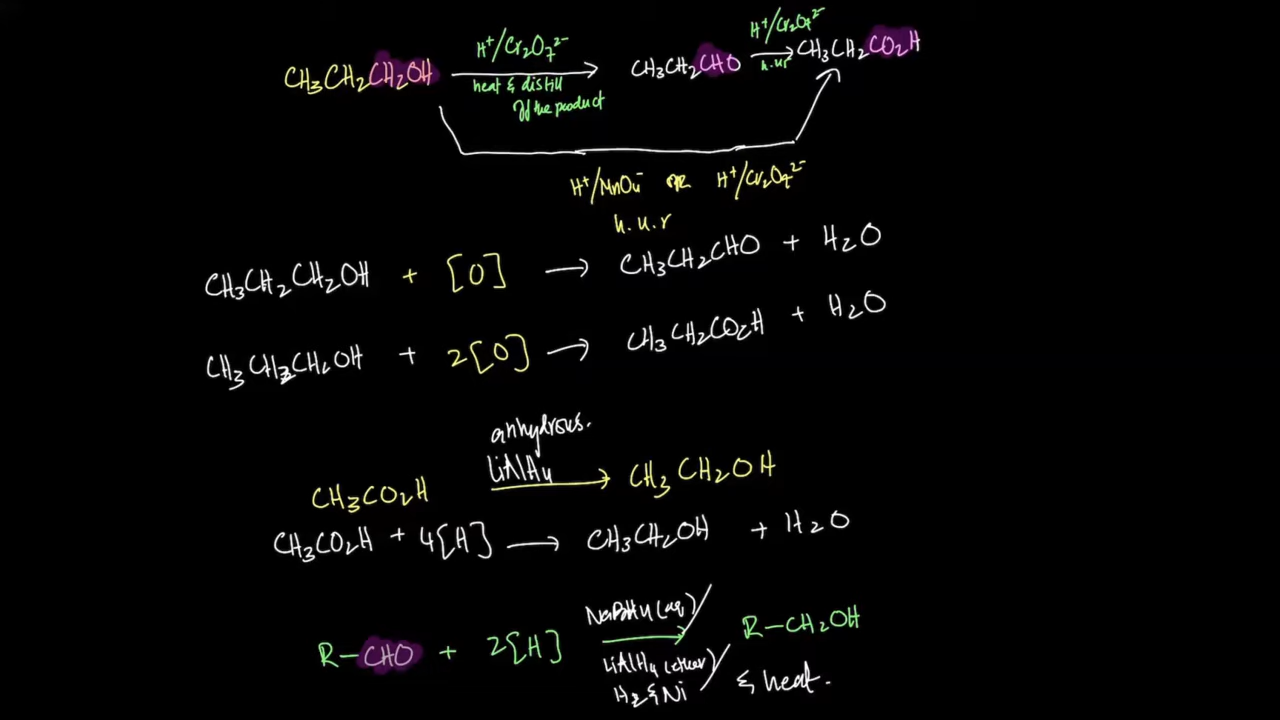 CH3CH2CH2OH H+/Cr2O7 2- heat & distill off the product CH3CH2CHO H+/Cr2O7 2- h.u.r CH3CH2CO2H
H+/MnO4- or H+/Cr2O7 2-
h.u.r
CH3CH2CH2OH + [O] → CH3CH2CHO + H2O
CH3CH2CH2OH + 2[O] → CH3CH2CO2H + H2O
anhydrous.
LiAlH4
CH3CO2H → CH3CH2OH
CH3CO2H + 4[H] → CH3CH2OH + H2O
NaBH4(aq)/
R-CHO + 2[H] → R-CH2OH
LiAlH4(ether)/
H2 & Ni & heat.